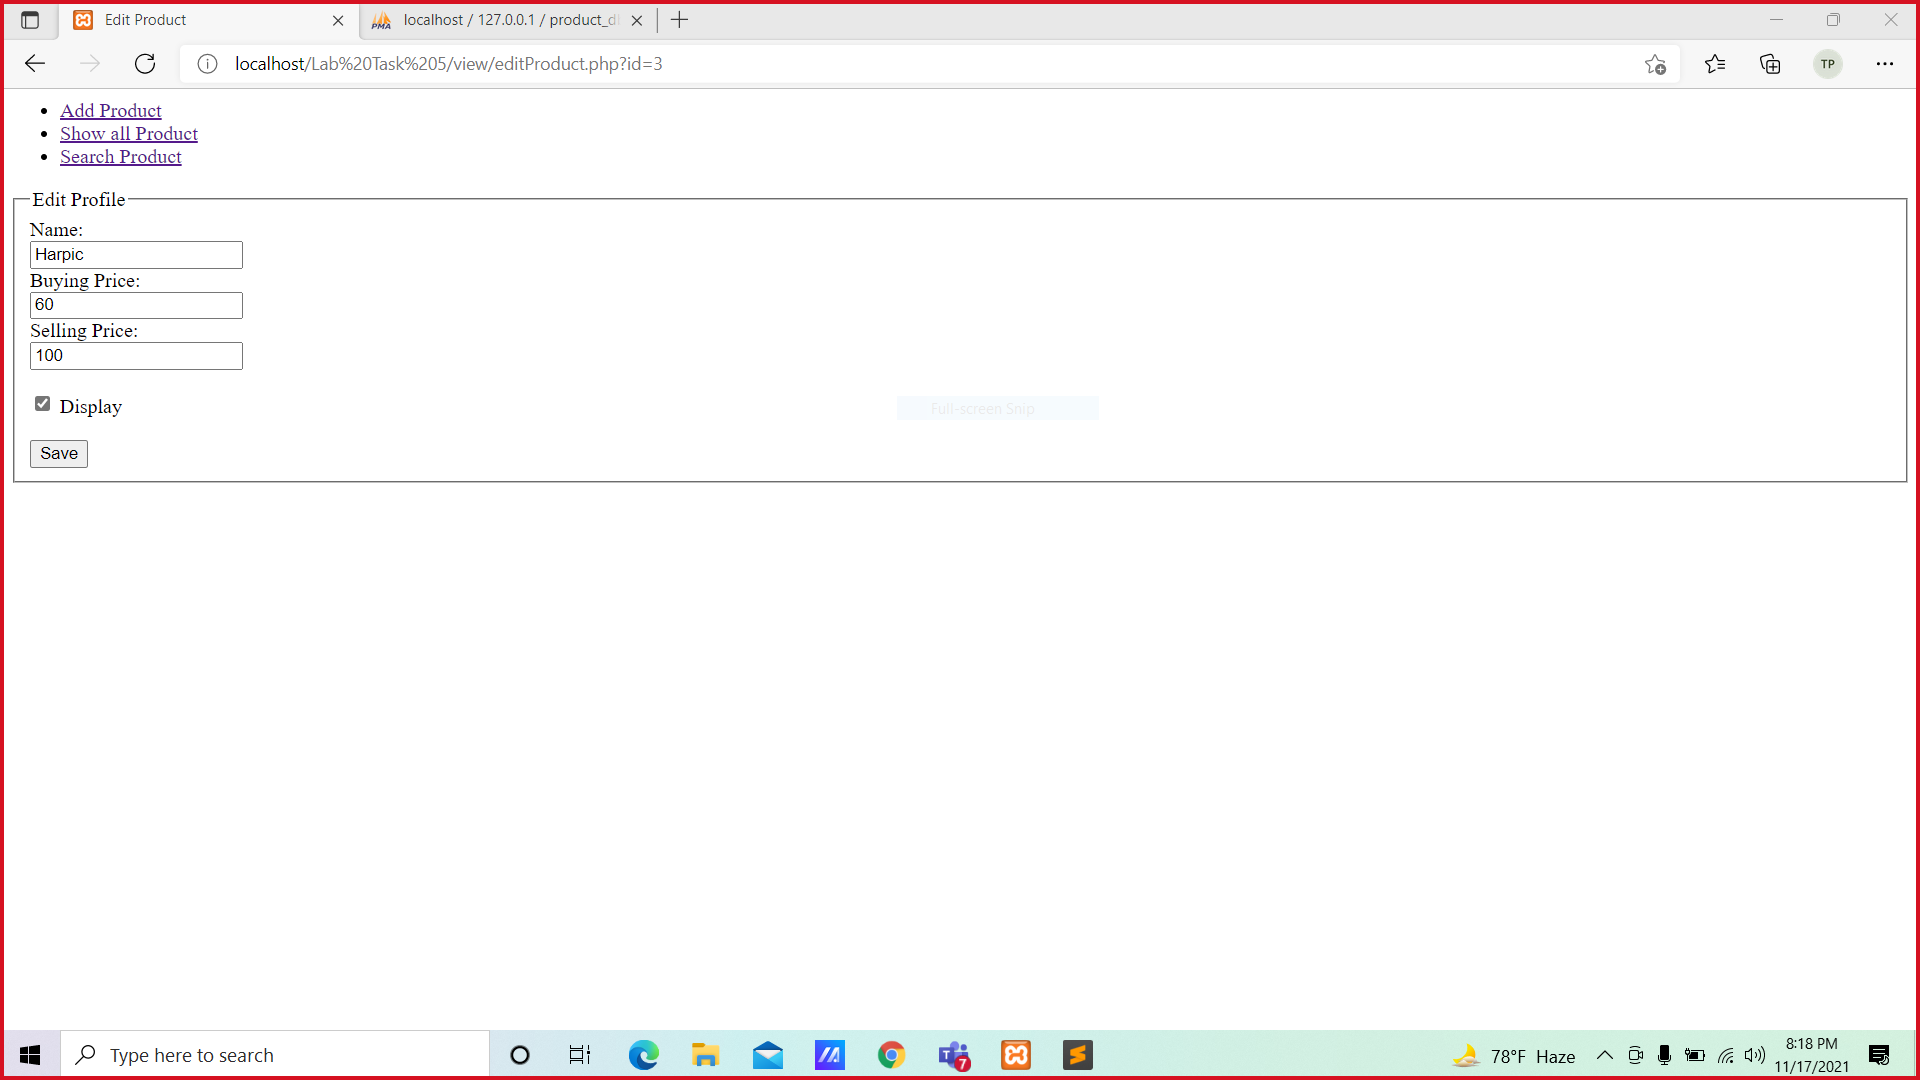 Edit Product
localhost / 127.0.0.1 / product_d
localhost/Lab%20Task%205/view/editProduct.php?id=3
TP
Add Product
Show all Product
Search Product
Edit Profile
Name:
Harpic
Buying Price:
60
Selling Price:
100
Display
Full-screen Snip
Save
Type here to search
7
78°F Haze
8:18 PM
11/17/2021